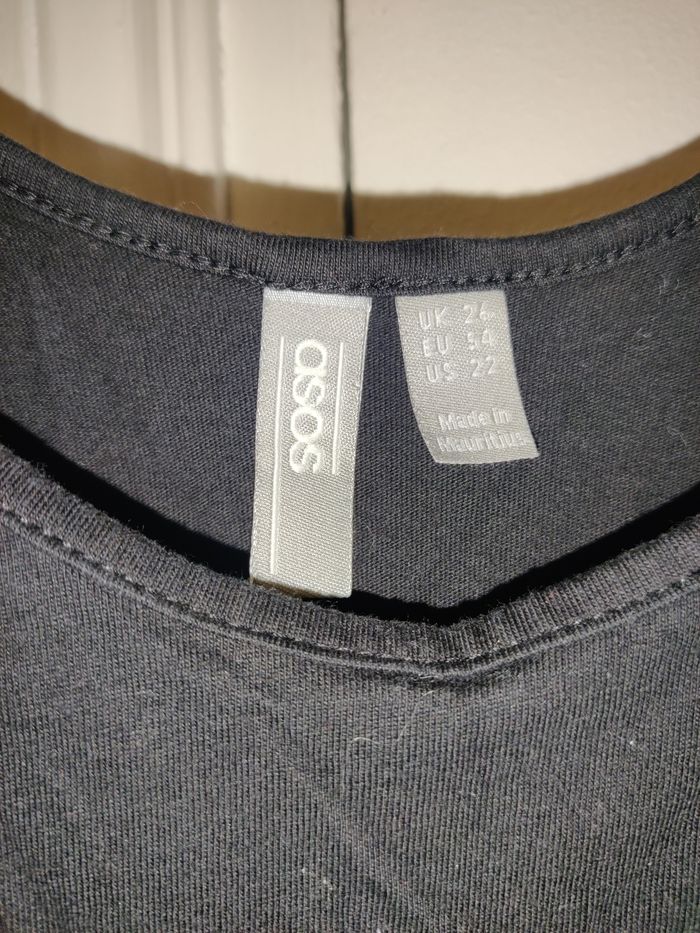 asos
UK 26
EU 54
US 22
Made in
Mauritius